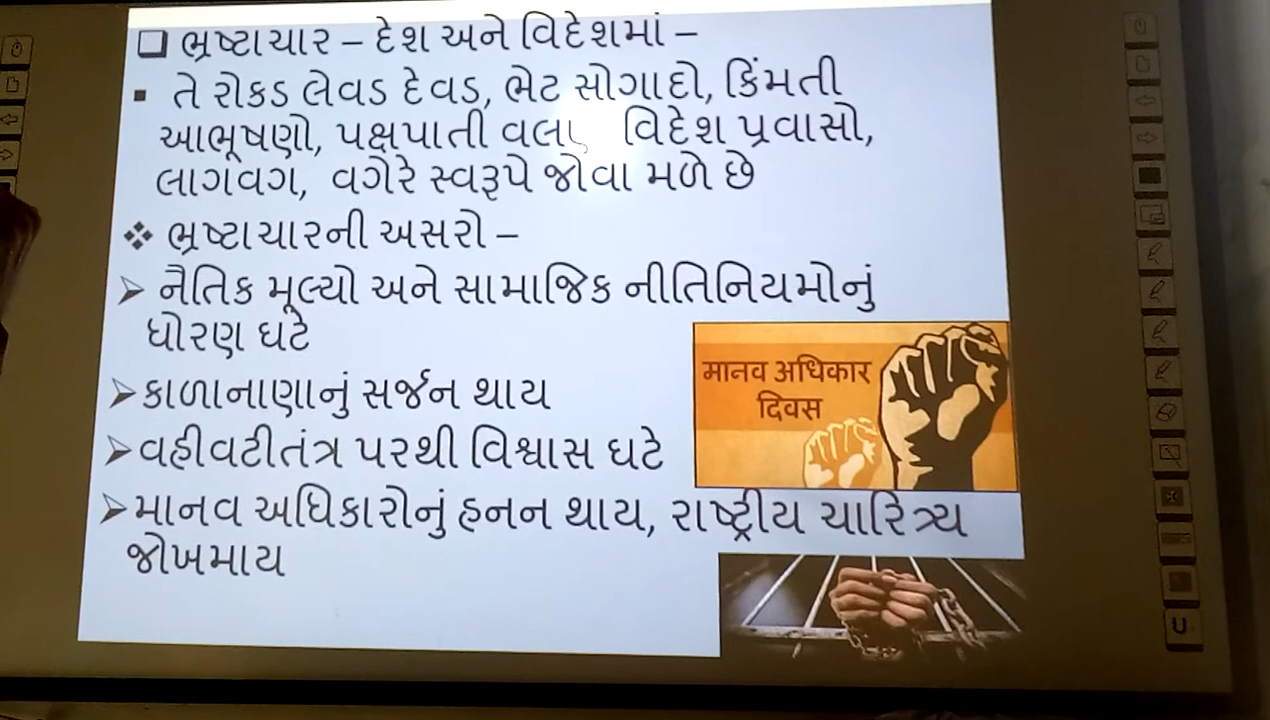 ભ્રષ્ટાચાર – દેશ અને વિદેશમાં –
તે રોકડ લેવડ દેવડ, ભેટ સોગાદો, કિંમતી
આભૂષણો, પક્ષપાતી વિદેશ પ્રવાસો,
લાગવગ, વગેરે સ્વરૂપે જોવા મળે છે
ભ્રષ્ટાચારની અસરો –
નૈતિક મૂલ્યો અને સામાજિક નીતિનિયમોનું
ધોરણ ઘટે
કાળાનાણાનું સર્જન થાય
વહીવટીતંત્ર પરથી વિશ્વાસ ઘટે
માનવ અધિકારોનું હનન થાય, રાષ્ટ્રીય ચારિત્ર્ય
જોખમાય
मानव अधिकार
दिवस